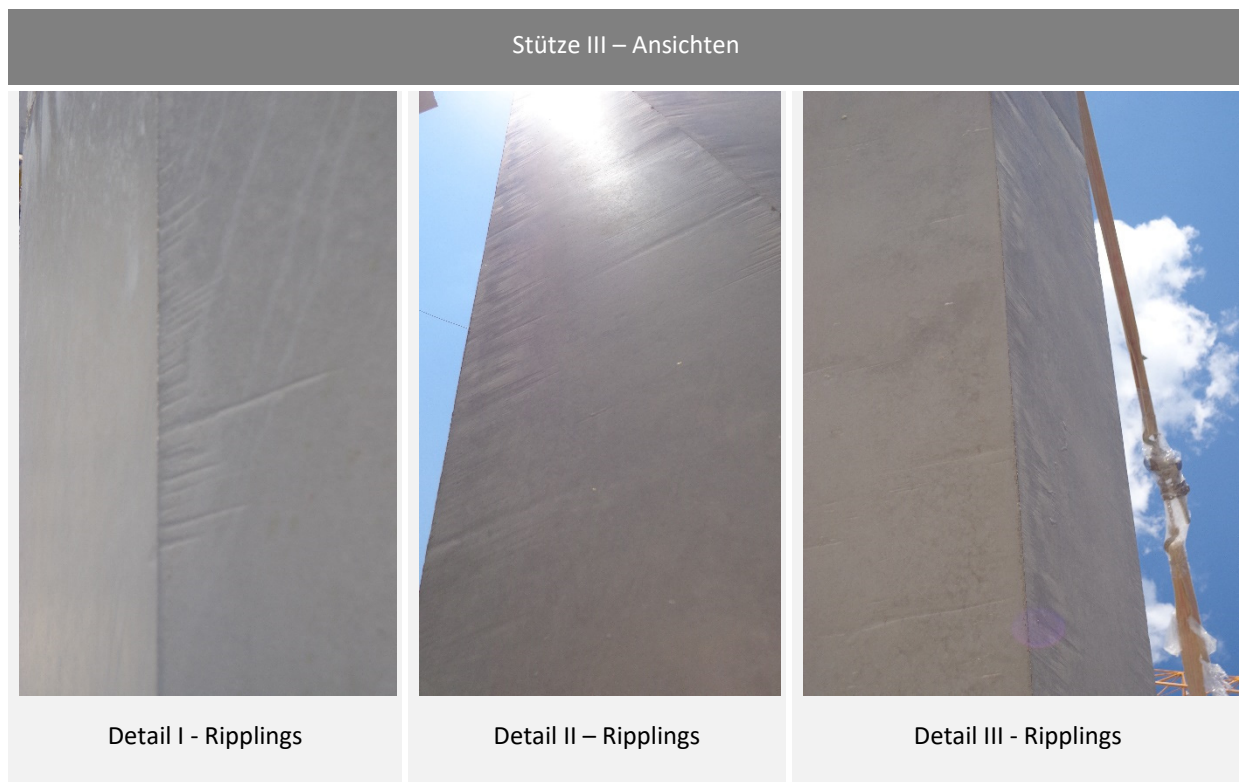 Stütze III – Ansichten
Detail I - Ripplings
Detail II – Ripplings
Detail III - Ripplings